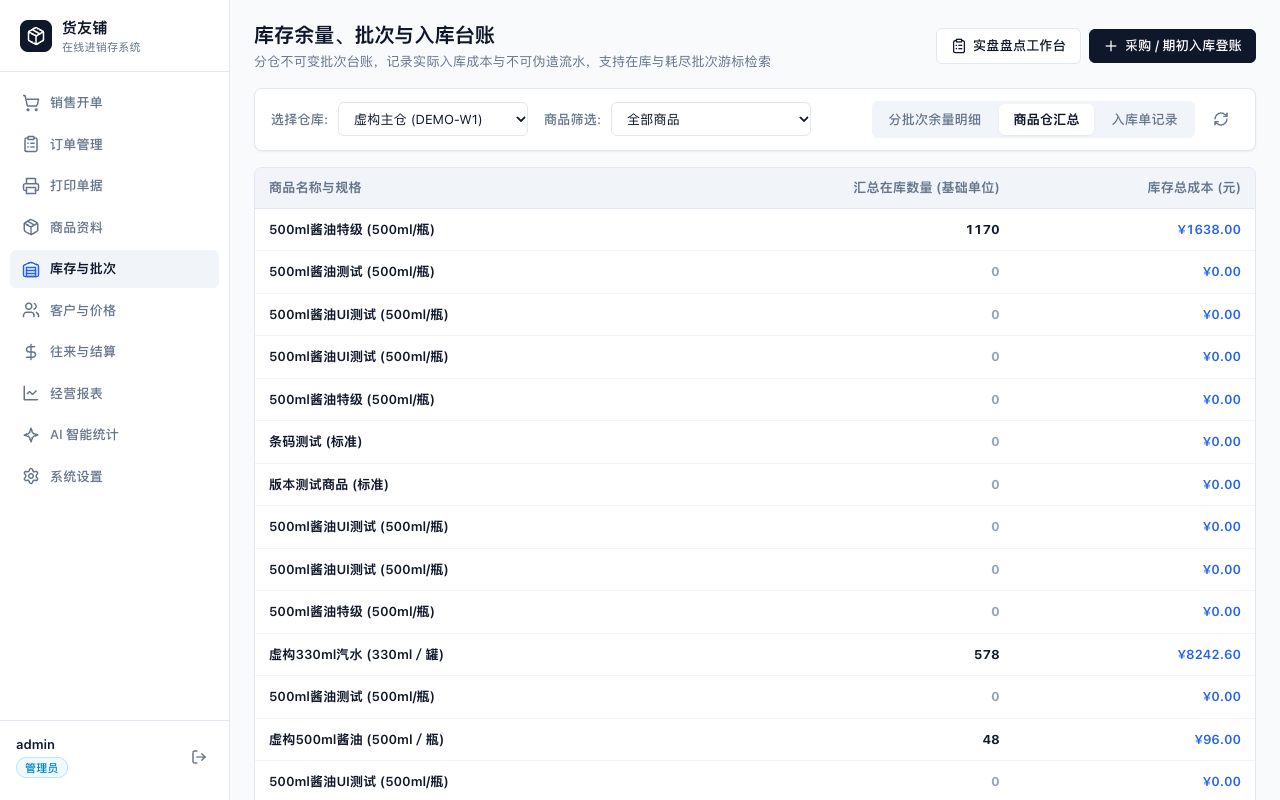 货友铺
在线进销存系统
销售开单
订单管理
打印单据
商品资料
库存与批次
客户与价格
往来与结算
经营报表
AI 智能统计
系统设置
admin
管理员
库存余量、批次与入库台账
分仓不可变批次台账，记录实际入库成本与不可伪造流水，支持在库与耗尽批次游标检索
实盘盘点工作台
采购 / 期初入库登账
选择仓库: 虚构主仓 (DEMO-W1) 商品筛选: 全部商品 分批次余量明细 商品仓汇总 入库单记录
商品名称与规格 汇总在库数量 (基础单位) 库存总成本 (元)
500ml酱油特级 (500ml/瓶) 1170 ¥1638.00
500ml酱油测试 (500ml/瓶) 0 ¥0.00
500ml酱油UI测试 (500ml/瓶) 0 ¥0.00
500ml酱油UI测试 (500ml/瓶) 0 ¥0.00
500ml酱油特级 (500ml/瓶) 0 ¥0.00
条码测试 (标准) 0 ¥0.00
版本测试商品 (标准) 0 ¥0.00
500ml酱油UI测试 (500ml/瓶) 0 ¥0.00
500ml酱油UI测试 (500ml/瓶) 0 ¥0.00
500ml酱油特级 (500ml/瓶) 0 ¥0.00
虚构330ml汽水 (330ml / 罐) 578 ¥8242.60
500ml酱油测试 (500ml/瓶) 0 ¥0.00
虚构500ml酱油 (500ml / 瓶) 48 ¥96.00
500ml酱油UI测试 (500ml/瓶) 0 ¥0.00